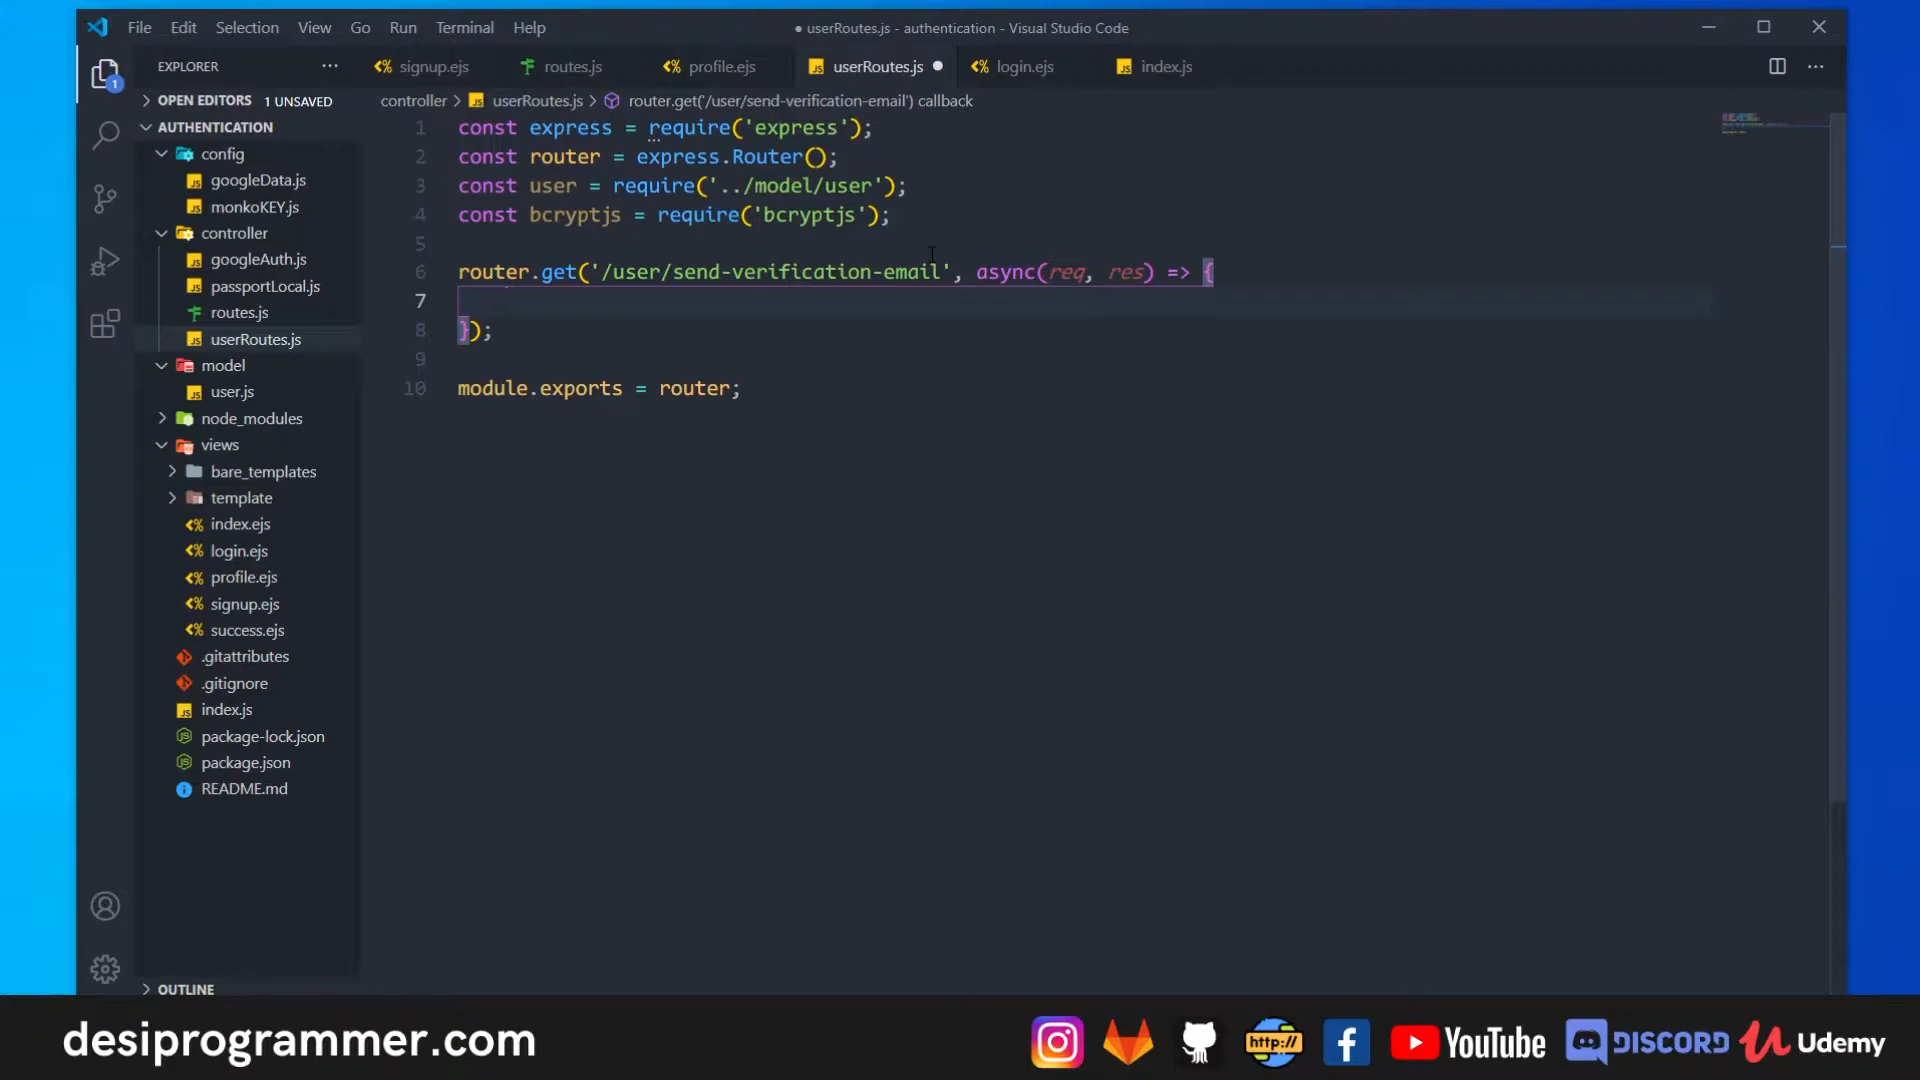 File Edit Selection View Go Run Terminal Help
● userRoutes.js - authentication - Visual Studio Code
EXPLORER
signup.ejs routes.js profile.ejs userRoutes.js login.ejs index.js
OPEN EDITORS 1 UNSAVED
AUTHENTICATION
config
googleData.js
monkoKEY.js
controller
googleAuth.js
passportLocal.js
routes.js
userRoutes.js
model
user.js
node_modules
views
bare_templates
template
index.ejs
login.ejs
profile.ejs
signup.ejs
success.ejs
.gitattributes
.gitignore
index.js
package-lock.json
package.json
README.md
OUTLINE
1
controller > userRoutes.js > router.get('/user/send-verification-email') callback
1 const express = require('express');
2 const router = express.Router();
3 const user = require('../model/user');
4 const bcryptjs = require('bcryptjs');
5
6 router.get('/user/send-verification-email', async(req, res) => {
7
8 });
9
10 module.exports = router;
desiprogrammer.com
http:// YouTube DISCORD Udemy